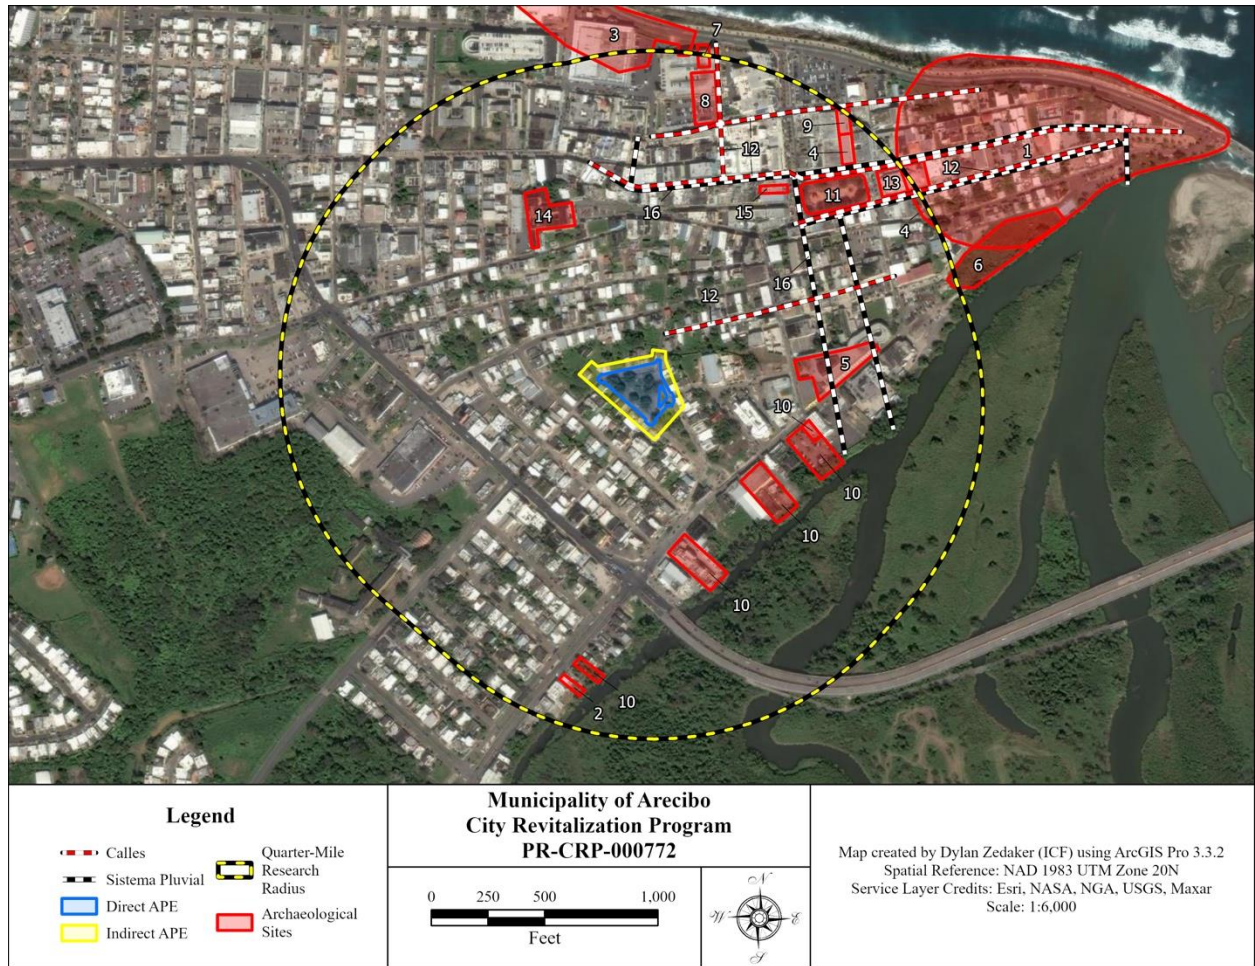 3
7
8
9
12
4
12
1
13
11
15
16
14
4
6
16
12
5
10
10
10
10
10
2
Legend
Calles
Sistema Pluvial
Direct APE
Indirect APE
Quarter-Mile
Research
Radius
Archaeological
Sites
Municipality of Arecibo
City Revitalization Program
PR-CRP-000772
0 250 500 1,000
Feet
N
W E
S
Map created by Dylan Zedaker (ICF) using ArcGIS Pro 3.3.2
Spatial Reference: NAD 1983 UTM Zone 20N
Service Layer Credits: Esri, NASA, NGA, USGS, Maxar
Scale: 1:6,000